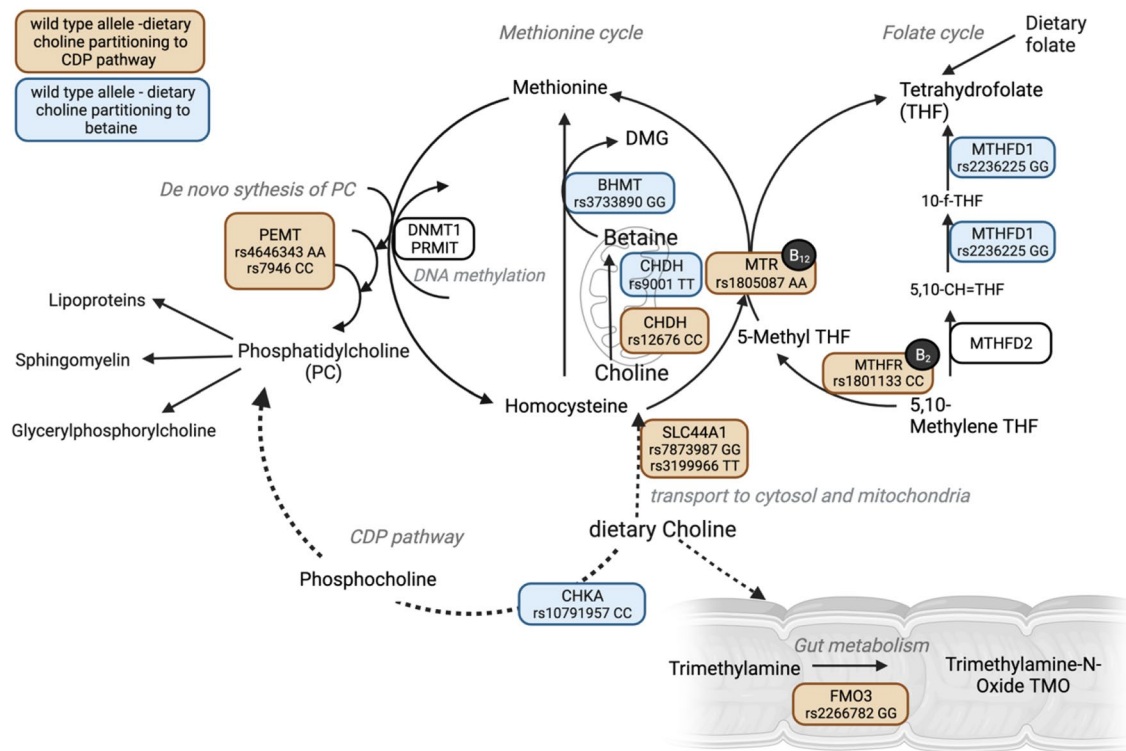 wild type allele -dietary
choline partitioning to
CDP pathway
wild type allele - dietary
choline partitioning to
betaine
Methionine cycle
Folate cycle
Dietary
folate
Methionine
Tetrahydrofolate
(THF)
DMG
MTHFD1
rs2236225 GG
De novo sythesis of PC
BHMT
rs3733890 GG
10-f-THF
PEMT
rs4646343 AA
rs7946 CC
DNMT1
PRMIT
DNA methylation
Betaine
MTHFD1
rs2236225 GG
CHDH
rs9001 TT
B12
MTR
rs1805087 AA
5,10-CH=THF
Lipoproteins
CHDH
rs12676 CC
5-Methyl THF
MTHFD2
Sphingomyelin
Phosphatidylcholine
(PC)
Choline
B2
MTHFR
rs1801133 CC
Homocysteine
5,10-
Methylene THF
Glycerylphosphorylcholine
SLC44A1
rs7873987 GG
rs3199966 TT
transport to cytosol and mitochondria
CDP pathway
dietary Choline
Phosphocholine
CHKA
rs10791957 CC
Gut metabolism
Trimethylamine
Trimethylamine-N-
Oxide TMO
FMO3
rs2266782 GG